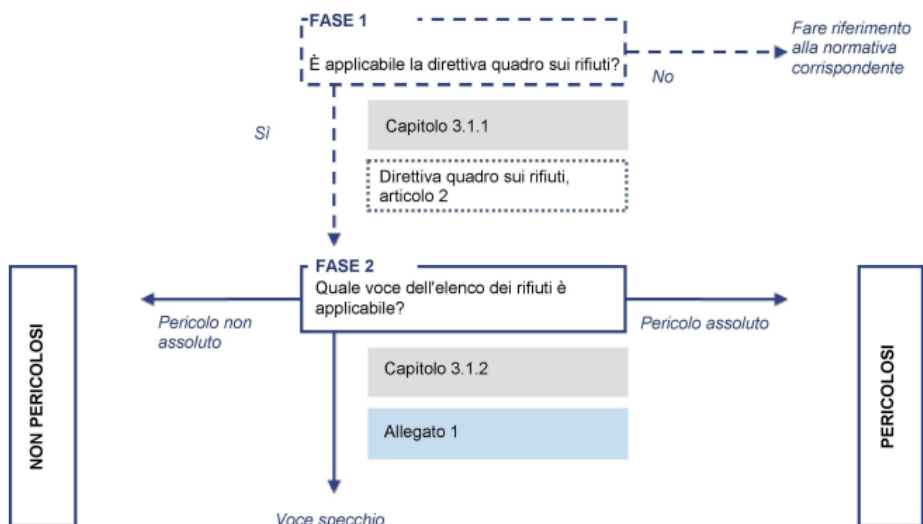 FASE 1
È applicabile la direttiva quadro sui rifiuti?
Fare riferimento
alla normativa
corrispondente
No
Sì
Capitolo 3.1.1
Direttiva quadro sui rifiuti,
articolo 2
FASE 2
Quale voce dell'elenco dei rifiuti è
applicabile?
Pericolo non
assoluto
Pericolo assoluto
NON PERICOLOSI
PERICOLOSI
Capitolo 3.1.2
Allegato 1
Voce specchio